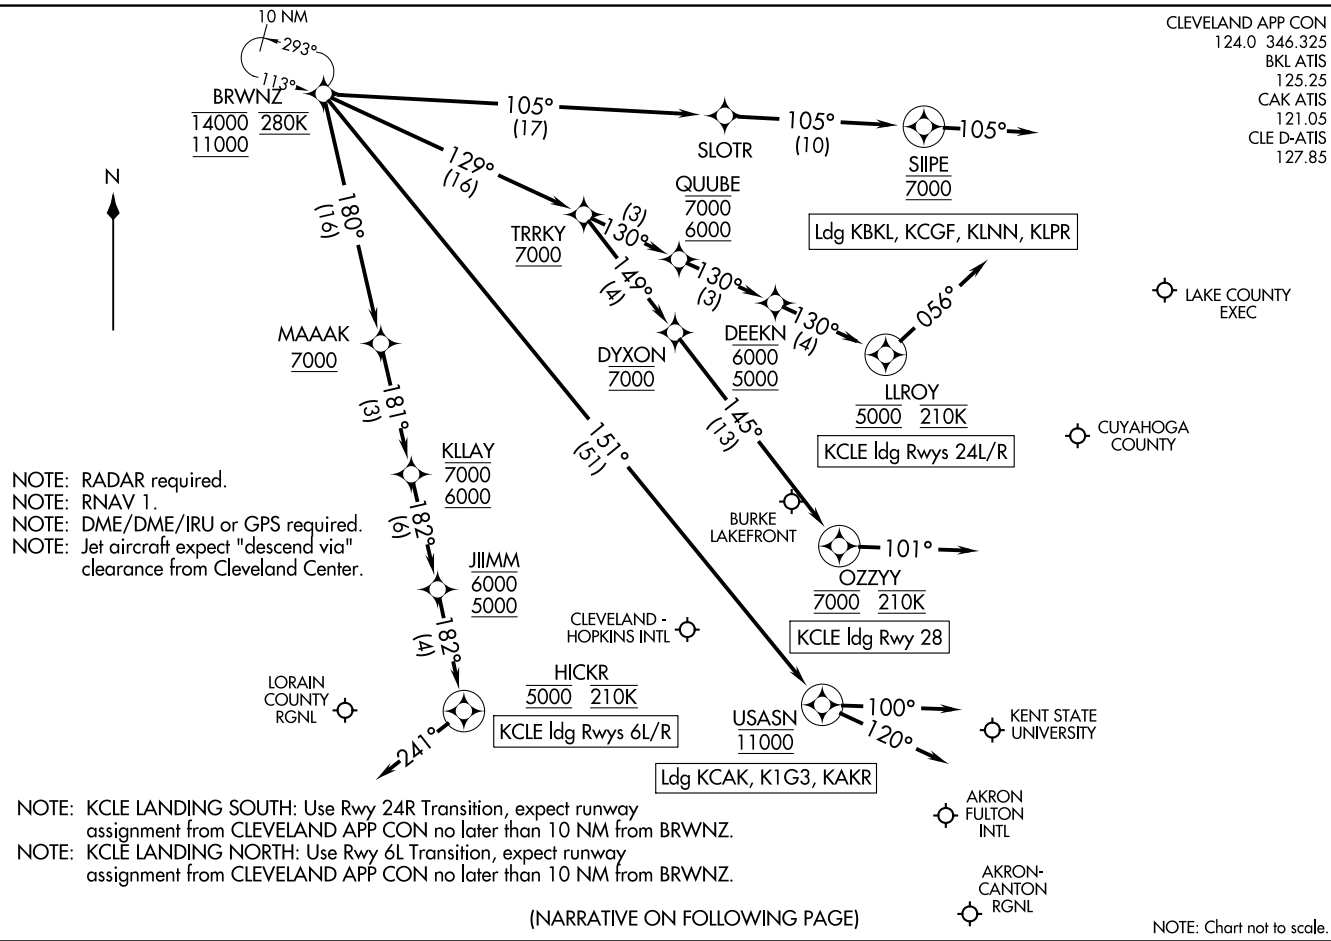 10 NM
293°
113°
BRWNZ
14000 280K
11000
CLEVELAND APP CON
124.0 346.325
BKL ATIS
125.25
CAK ATIS
121.05
CLE D-ATIS
127.85
105°
(17)
SLOTR
105°
(10)
SIIPE
7000
105°
Ldg KBKL, KCGF, KLNN, KLPR
N
129°
(16)
TRRKY
7000
(3)
130°
QUUBE
7000
6000
130°
(3)
DEEKN
6000
5000
130°
(4)
LLROY
5000 210K
056°
KCLE ldg Rwys 24L/R
LAKE COUNTY
EXEC
CUYAHOGA
COUNTY
149°
(4)
DYXON
7000
145°
(13)
BURKE
LAKEFRONT
OZZYY
7000 210K
101°
KCLE ldg Rwy 28
180°
(16)
MAAAK
7000
181°
(3)
KLLAY
7000
6000
182°
(6)
JIIMM
6000
5000
182°
(4)
HICKR
5000 210K
KCLE ldg Rwys 6L/R
241°
151°
(51)
USASN
11000
100°
120°
Ldg KCAK, K1G3, KAKR
NOTE: RADAR required.
NOTE: RNAV 1.
NOTE: DME/DME/IRU or GPS required.
NOTE: Jet aircraft expect "descend via"
clearance from Cleveland Center.
CLEVELAND -
HOPKINS INTL
LORAIN
COUNTY
RGNL
KENT STATE
UNIVERSITY
AKRON
FULTON
INTL
AKRON-
CANTON
RGNL
NOTE: KCLE LANDING SOUTH: Use Rwy 24R Transition, expect runway
assignment from CLEVELAND APP CON no later than 10 NM from BRWNZ.
NOTE: KCLE LANDING NORTH: Use Rwy 6L Transition, expect runway
assignment from CLEVELAND APP CON no later than 10 NM from BRWNZ.
(NARRATIVE ON FOLLOWING PAGE)
NOTE: Chart not to scale.